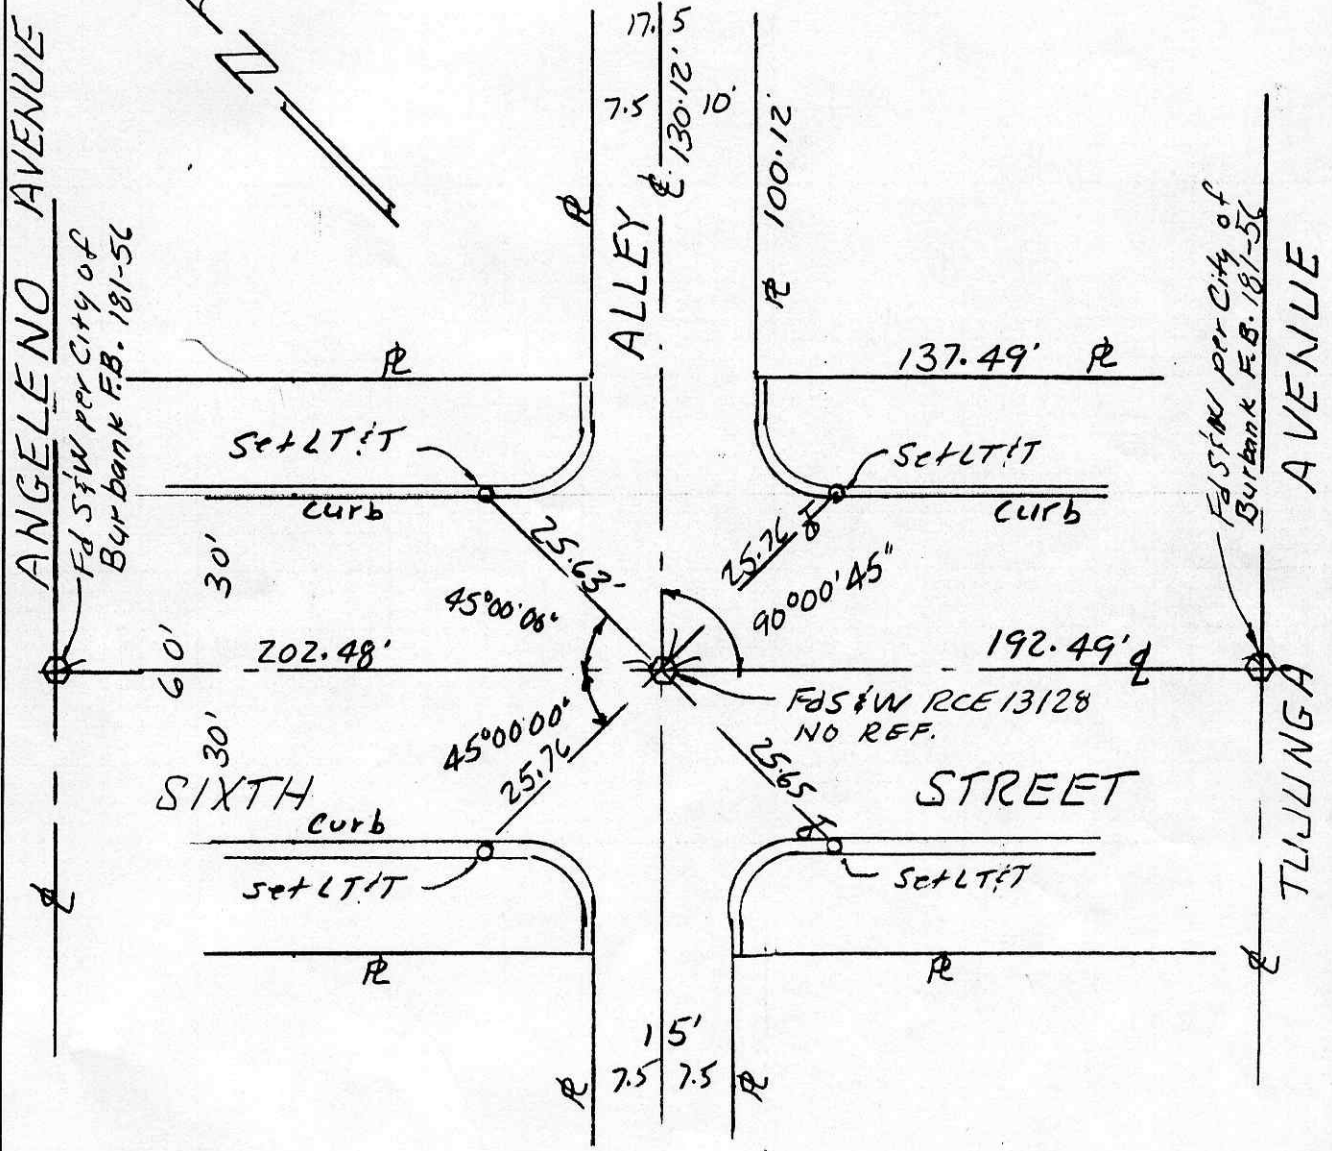 N
17.5
7.5
10'
ALLEY
℄ 130.12'
℞
℞ 100.12
ANGELENO AVENUE
Fd S&W per City of
Burbank F.B. 181-56
℞
137.49' ℞
Set LT&T
Set LT&T
curb
curb
Fd S&W per City of
Burbank F.B. 181-56
TUJUNGA AVENUE
30'
25.63'
25.76
45°00'06"
90°00'45"
60'
202.48'
192.49' ℄
Fd S&W RCE 13128
NO REF.
30'
45°00'00"
25.76
25.65
SIXTH STREET
curb
Set LT&T
Set LT&T
℄
℄
℞
℞
15'
℞ 7.5 7.5 ℞